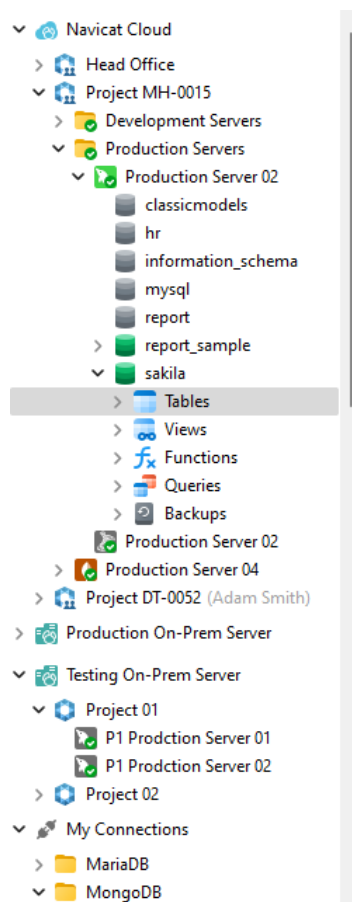 Navicat Cloud
Head Office
Project MH-0015
Development Servers
Production Servers
Production Server 02
classicmodels
hr
information_schema
mysql
report
report_sample
sakila
Tables
Views
Functions
Queries
Backups
Production Server 02
Production Server 04
Project DT-0052 (Adam Smith)
Production On-Prem Server
Testing On-Prem Server
Project 01
P1 Prodction Server 01
P1 Prodction Server 02
Project 02
My Connections
MariaDB
MongoDB